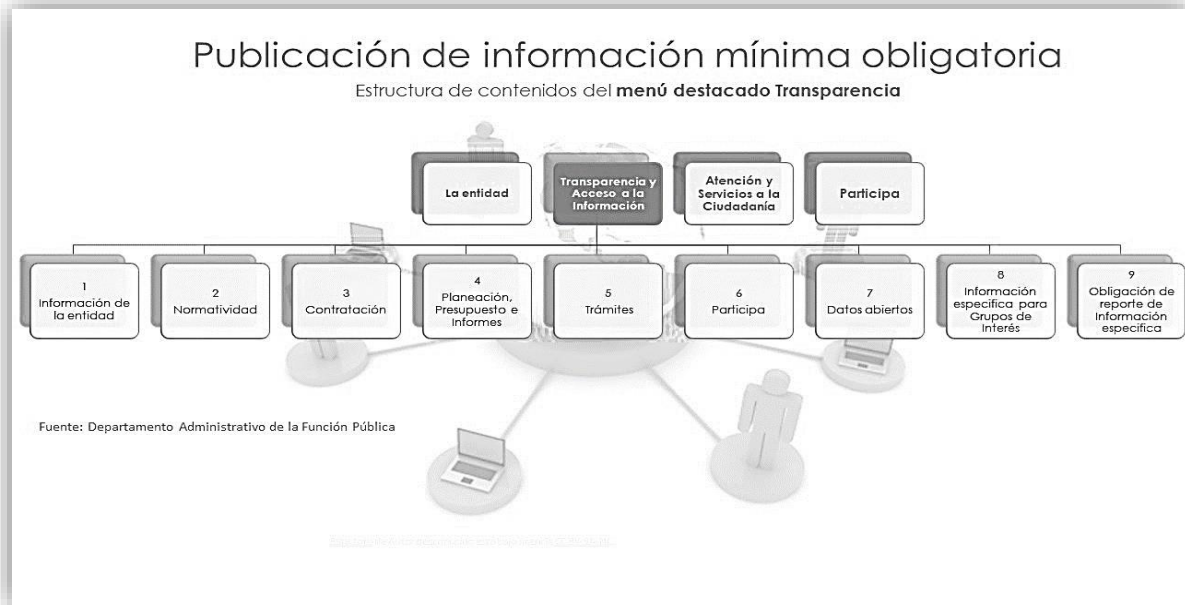 Publicación de información mínima obligatoria
Estructura de contenidos del menú destacado Transparencia
La entidad
Transparencia y
Acceso a la
Información
Atención y
Servicios a la
Ciudadanía
Participa
1
Información de
la entidad
2
Normatividad
3
Contratación
4
Planeación,
Presupuesto e
Informes
5
Trámites
6
Participa
7
Datos abiertos
8
Información
especifica para
Grupos de
Interés
9
Obligación de
reporte de
Información
especifica
Fuente: Departamento Administrativo de la Función Pública